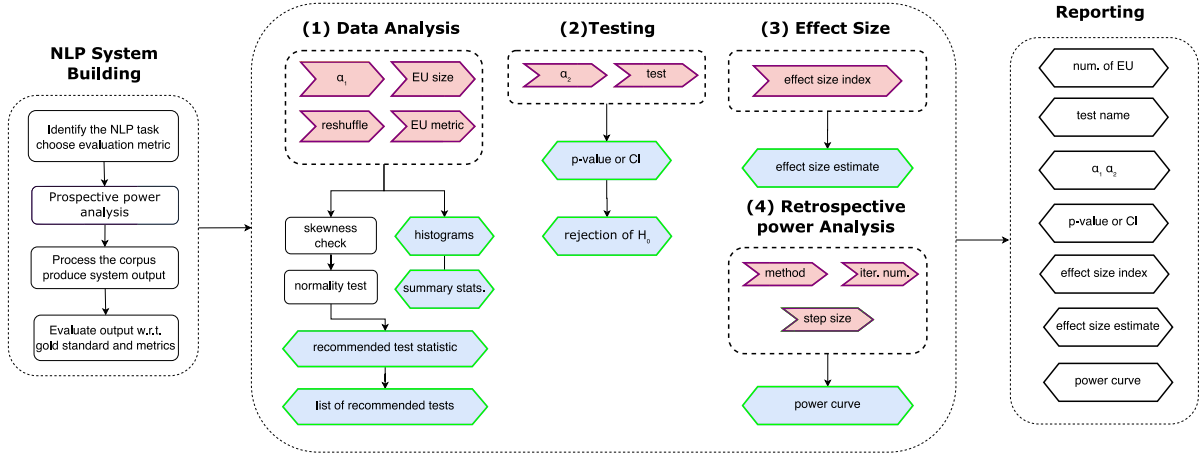 NLP System
Building
Identify the NLP task
choose evaluation metric
Prospective power
analysis
Process the corpus
produce system output
Evaluate output w.r.t.
gold standard and metrics
(1) Data Analysis
α₁
EU size
reshuffle
EU metric
skewness
check
histograms
normality test
summary stats.
recommended test statistic
list of recommended tests
(2)Testing
α₂
test
p-value or CI
rejection of H₀
(3) Effect Size
effect size index
effect size estimate
(4) Retrospective
power Analysis
method
iter. num.
step size
power curve
Reporting
num. of EU
test name
α₁ α₂
p-value or CI
effect size index
effect size estimate
power curve